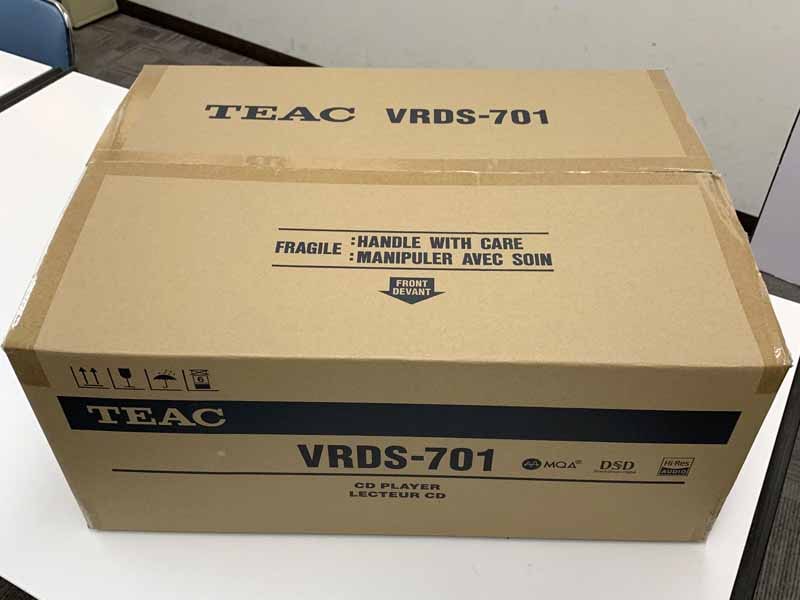 TEAC VRDS-701
FRAGILE :HANDLE WITH CARE
:MANIPULER AVEC SOIN
FRONT
DEVANT
6
TEAC
VRDS-701 MQA DSD Hi-Res AUDIO
CD PLAYER
LECTEUR CD